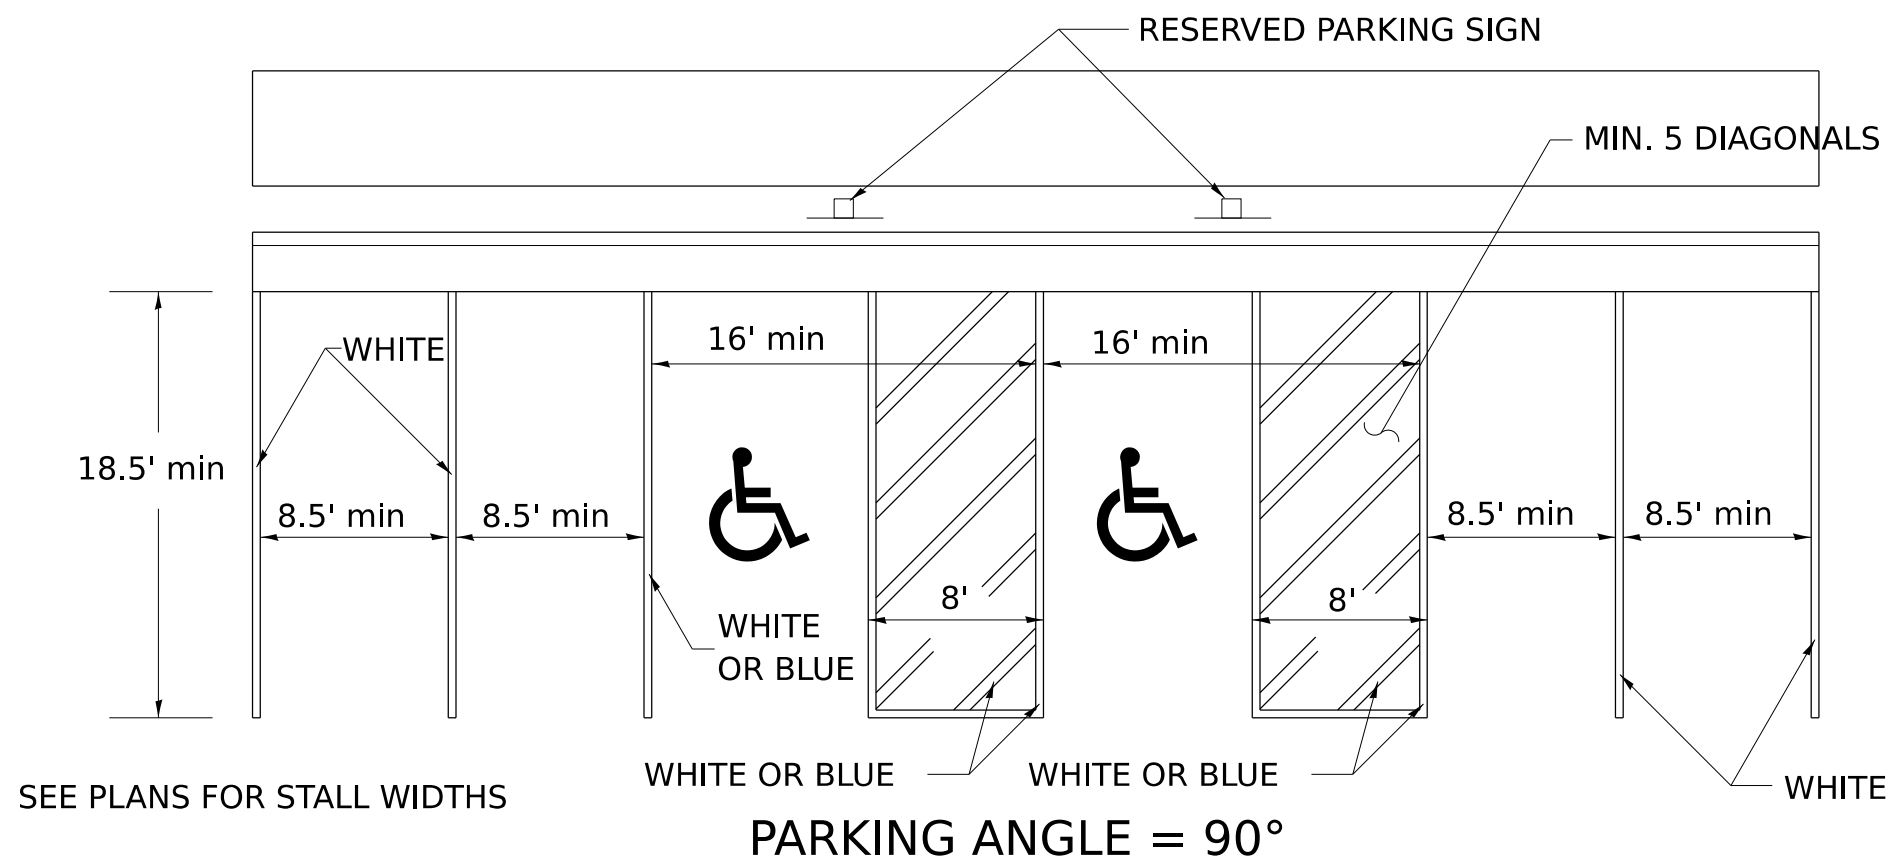 RESERVED PARKING SIGN
MIN. 5 DIAGONALS
16' min
16' min
WHITE
18.5' min
8.5' min
8.5' min
8.5' min
8.5' min
8'
8'
WHITE
OR BLUE
WHITE OR BLUE
WHITE OR BLUE
WHITE
SEE PLANS FOR STALL WIDTHS
PARKING ANGLE = 90°